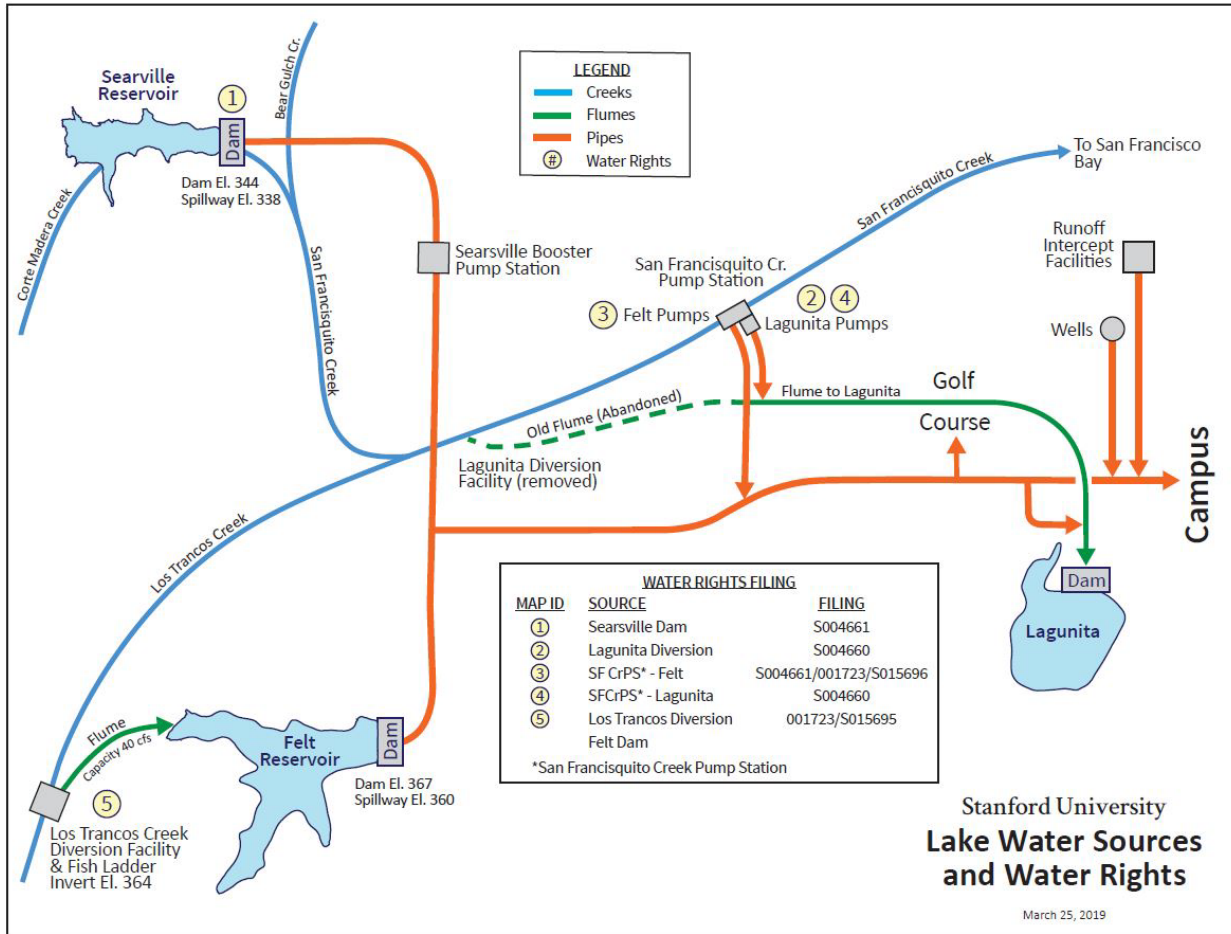 Searville
Reservoir
1
Bear Gulch Cr.
Dam
Dam El. 344
Spillway El. 338
Corte Madera Creek
San Francisquito Creek
LEGEND
Creeks
Flumes
Pipes
# Water Rights
Searsville Booster
Pump Station
San Francisquito Creek
To San Francisco
Bay
San Francisquito Cr.
Pump Station
3 Felt Pumps
2 4
Lagunita Pumps
Runoff
Intercept
Facilities
Wells
Old Flume (Abandoned)
Flume to Lagunita
Golf
Course
Lagunita Diversion
Facility (removed)
Campus
Los Trancos Creek
Dam
Lagunita
WATER RIGHTS FILING
MAP ID SOURCE FILING
1 Searsville Dam S004661
2 Lagunita Diversion S004660
3 SF CrPS* - Felt S004661/001723/S015696
4 SFCrPS* - Lagunita S004660
5 Los Trancos Diversion 001723/S015695
Felt Dam
*San Francisquito Creek Pump Station
Flume
Capacity 40 cfs
Felt
Reservoir
Dam
Dam El. 367
Spillway El. 360
5
Los Trancos Creek
Diversion Facility
& Fish Ladder
Invert El. 364
Stanford University
Lake Water Sources
and Water Rights
March 25, 2019